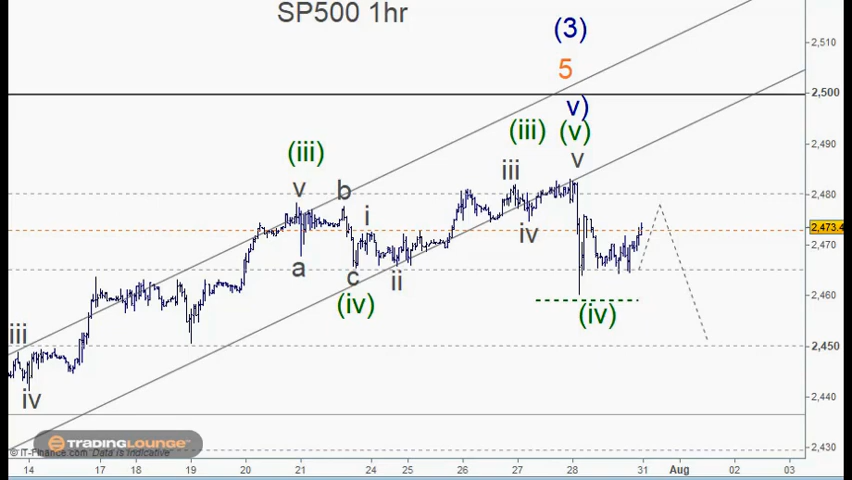 SP500 1hr
(3)
5
v)
(iii)
(v)
(iii)
v
iii
v
b
i
iv
a
c
ii
(iv)
(iv)
iii
iv
2,510
2,500
2,490
2,480
2,473.4
2,470
2,460
2,450
2,440
2,430
TRADINGLOUNGE
© IT-Finance.com 'Data is indicative'
14 17 18 19 20 21 24 25 26 27 28 31 Aug 02 03